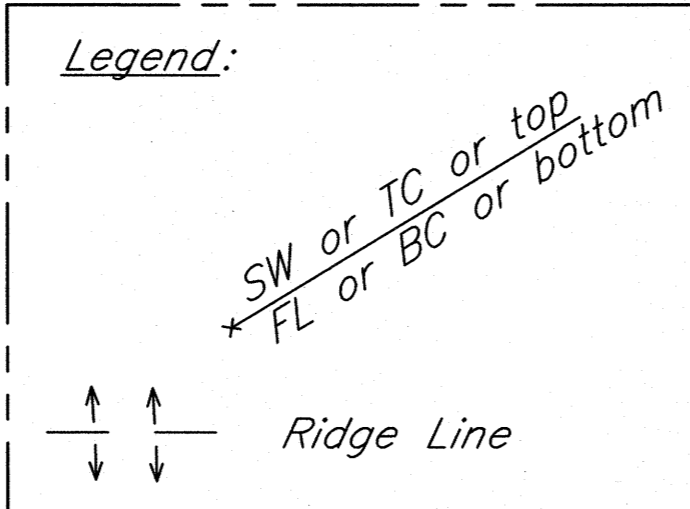 Legend:
SW or TC or top
FL or BC or bottom
Ridge Line